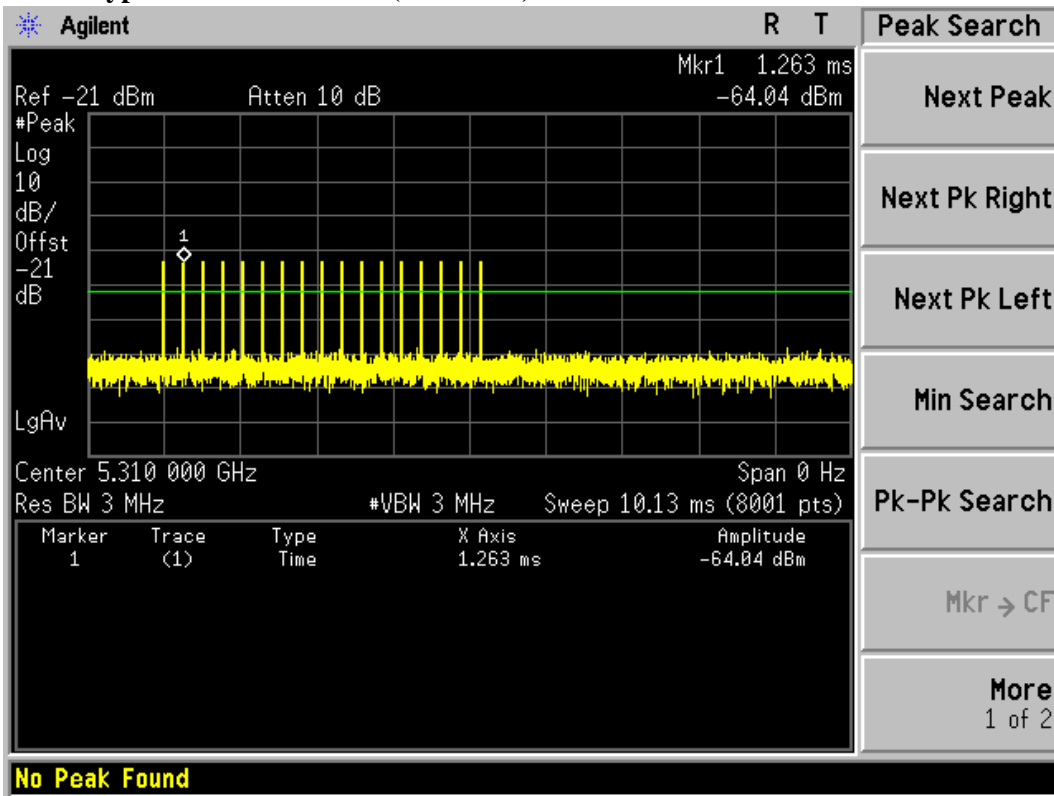 Agilent R T Peak Search
Mkr1 1.263 ms
Ref -21 dBm Atten 10 dB -64.04 dBm
#Peak
Log
10
dB/
Offst
-21
dB
1
LgAv
Center 5.310 000 GHz Span 0 Hz
Res BW 3 MHz #VBW 3 MHz Sweep 10.13 ms (8001 pts)
Marker Trace Type X Axis Amplitude
1 (1) Time 1.263 ms -64.04 dBm
Next Peak
Next Pk Right
Next Pk Left
Min Search
Pk-Pk Search
Mkr → CF
More
1 of 2
No Peak Found